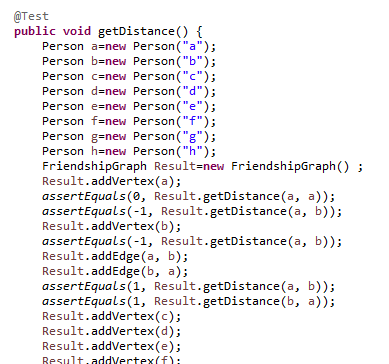 @Test
public void getDistance() {
    Person a=new Person("a");
    Person b=new Person("b");
    Person c=new Person("c");
    Person d=new Person("d");
    Person e=new Person("e");
    Person f=new Person("f");
    Person g=new Person("g");
    Person h=new Person("h");
    FriendshipGraph Result=new FriendshipGraph() ;
    Result.addVertex(a);
    assertEquals(0, Result.getDistance(a, a));
    assertEquals(-1, Result.getDistance(a, b));
    Result.addVertex(b);
    assertEquals(-1, Result.getDistance(a, b));
    Result.addEdge(a, b);
    Result.addEdge(b, a);
    assertEquals(1, Result.getDistance(a, b));
    assertEquals(1, Result.getDistance(b, a));
    Result.addVertex(c);
    Result.addVertex(d);
    Result.addVertex(e);
    Result.addVertex(f);